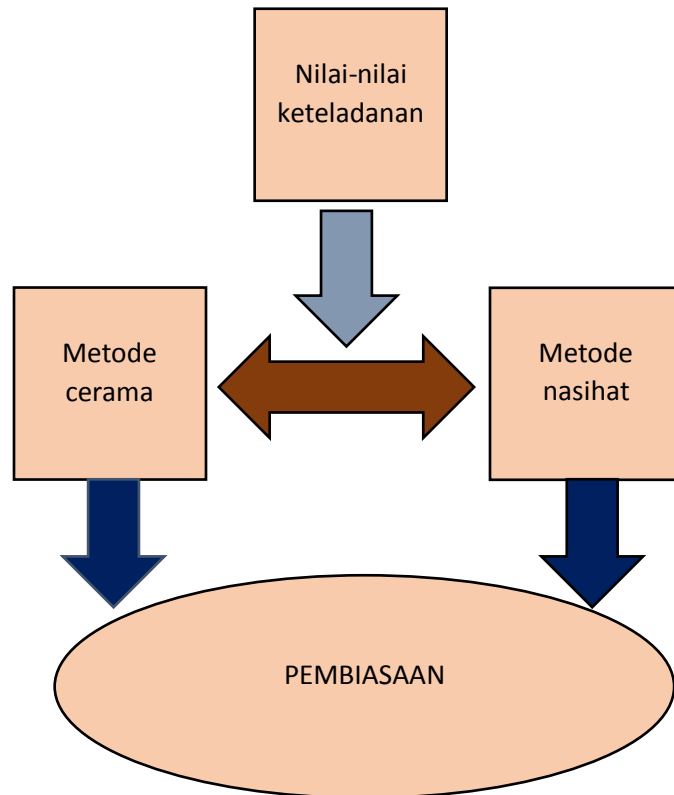 Nilai-nilai
keteladanan
Metode
cerama
Metode
nasihat
PEMBIASAAN